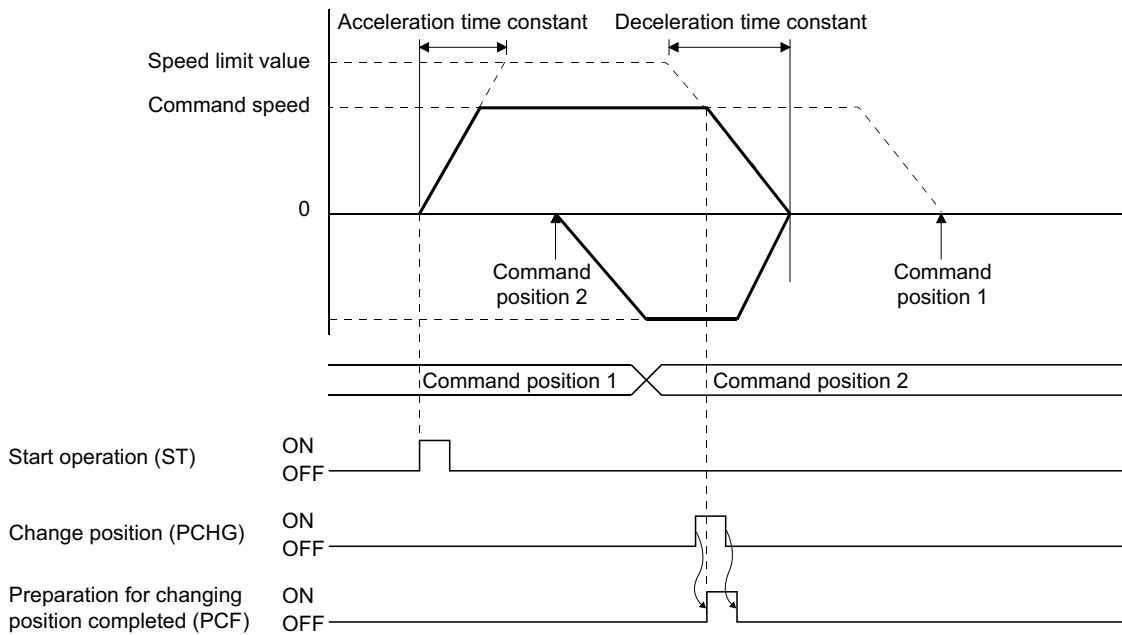 Acceleration time constant
Deceleration time constant
Speed limit value
Command speed
0
Command
position 2
Command
position 1
Command position 1
Command position 2
Start operation (ST)
ON
OFF
Change position (PCHG)
ON
OFF
Preparation for changing
position completed (PCF)
ON
OFF